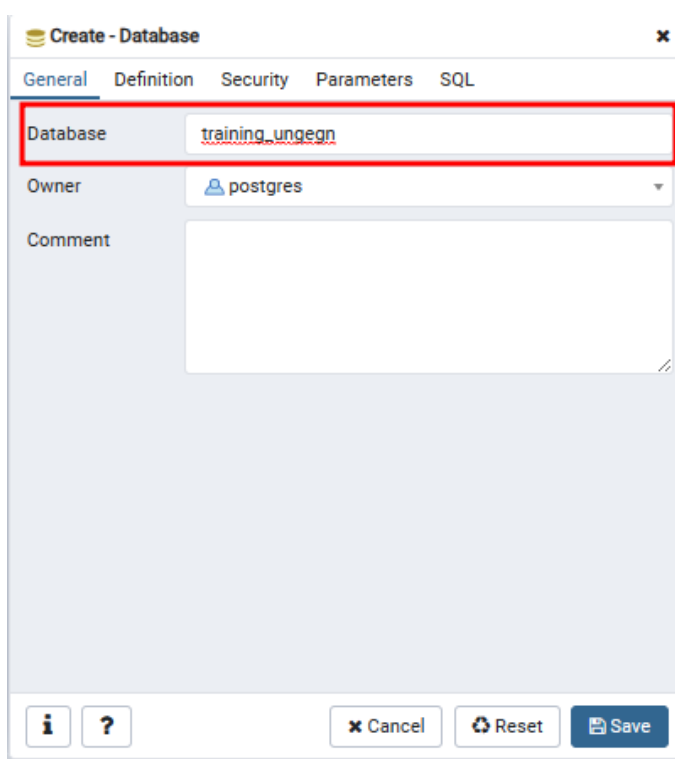 Create - Database
General Definition Security Parameters SQL
Database training_ungegn
Owner postgres
Comment
i ? Cancel Reset Save